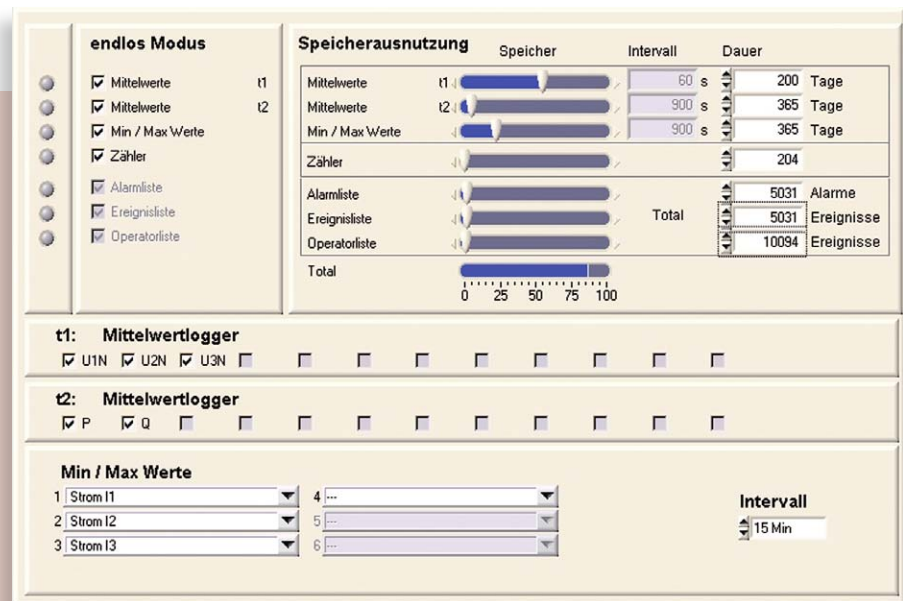 endlos Modus
Mittelwerte t1
Mittelwerte t2
Min / Max Werte
Zähler
Alarmliste
Ereignisliste
Operatorliste
Speicherausnutzung Speicher Intervall Dauer
Mittelwerte t1 60 s 200 Tage
Mittelwerte t2 900 s 365 Tage
Min / Max Werte 900 s 365 Tage
Zähler 204
Alarmliste 5031 Alarme
Ereignisliste Total 5031 Ereignisse
Operatorliste 10094 Ereignisse
Total
0 25 50 75 100
t1: Mittelwertlogger
U1N U2N U3N
t2: Mittelwertlogger
P Q
Min / Max Werte
1 Strom I1 4 ---
2 Strom I2 5 ---
3 Strom I3 6 ---
Intervall
15 Min